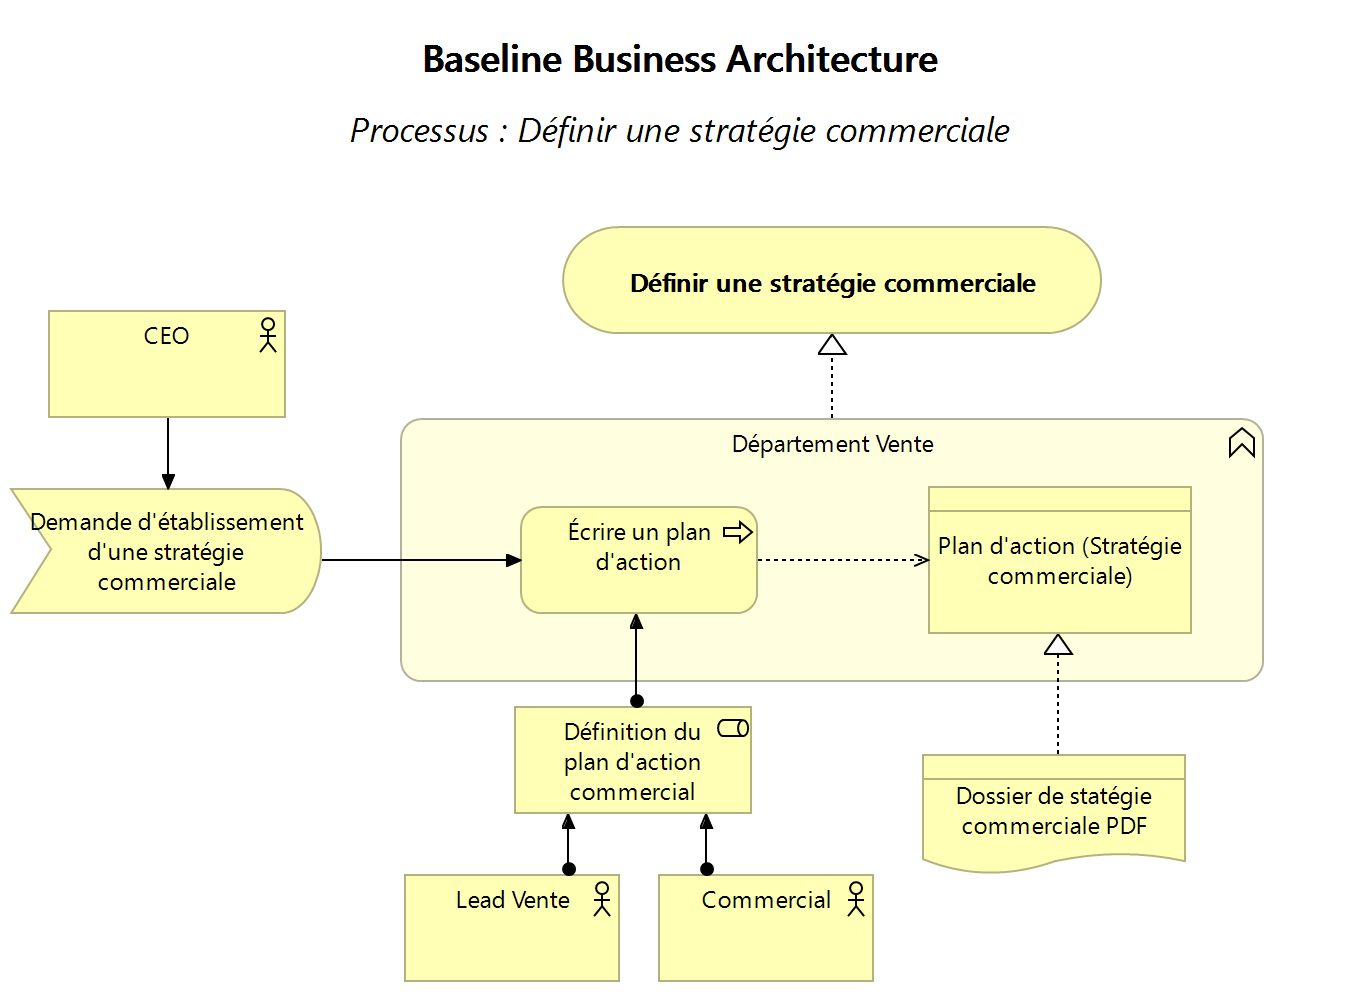 Baseline Business Architecture
Processus : Définir une stratégie commerciale
Définir une stratégie commerciale
CEO
Département Vente
Demande d'établissement
d'une stratégie
commerciale
Écrire un plan
d'action
Plan d'action (Stratégie
commerciale)
Définition du
plan d'action
commercial
Dossier de statégie
commerciale PDF
Lead Vente
Commercial